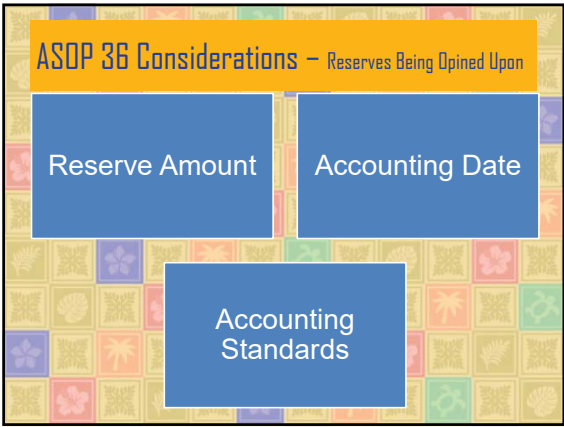 ASOP 36 Considerations – Reserves Being Opined Upon
Reserve Amount
Accounting Date
Accounting
Standards